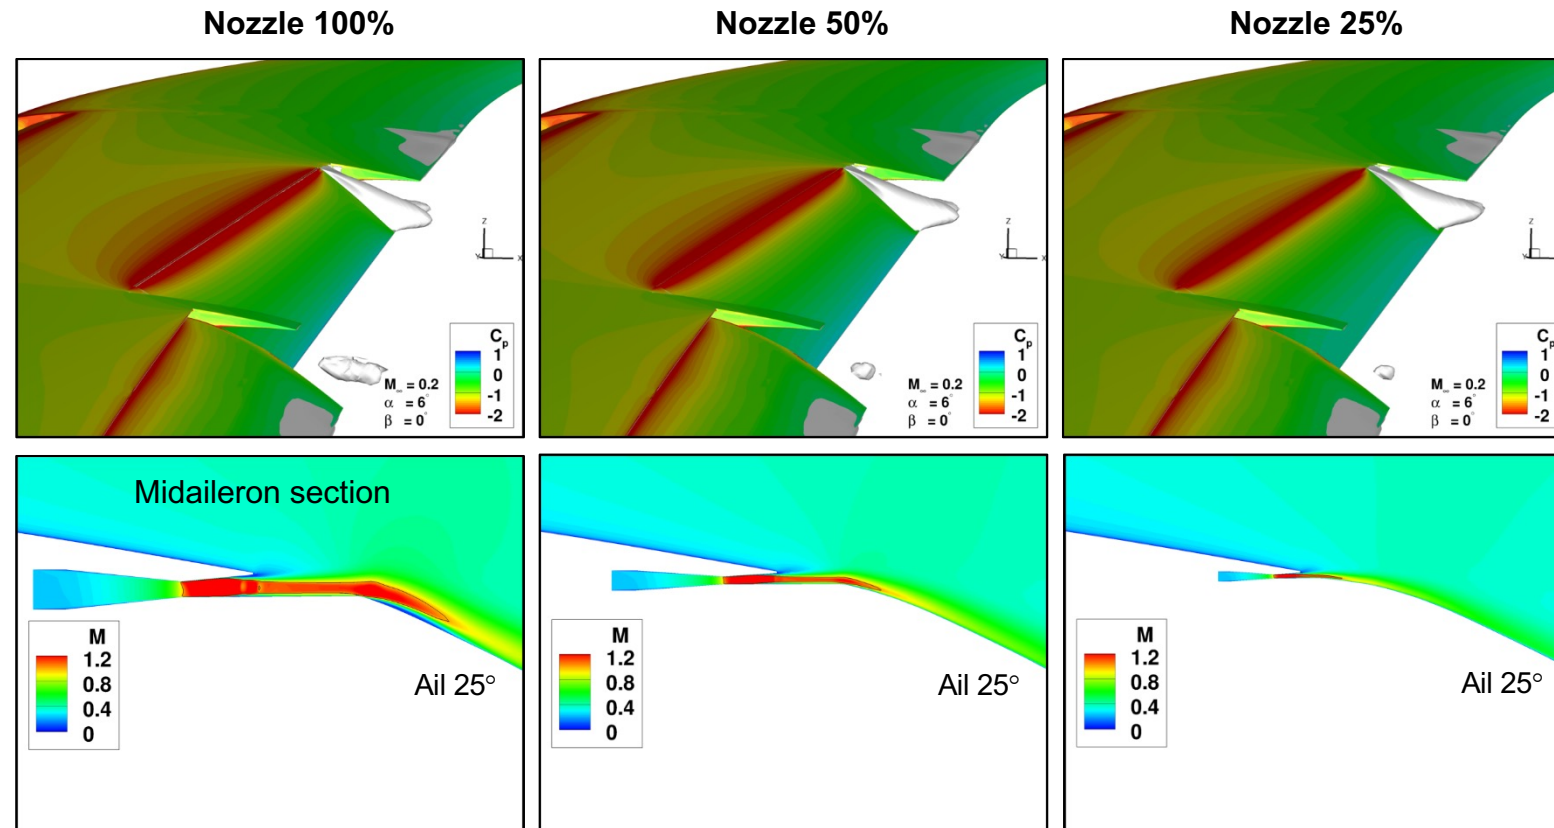 Nozzle 100%
Nozzle 50%
Nozzle 25%
z
Y
x
Cp
1
0
-1
-2
M∞ = 0.2
α = 6°
β = 0°
z
Y
x
Cp
1
0
-1
-2
M∞ = 0.2
α = 6°
β = 0°
z
Y
Cp
1
0
-1
-2
M∞ = 0.2
α = 6°
β = 0°
Midaileron section
M
1.2
0.8
0.4
0
Ail 25°
M
1.2
0.8
0.4
0
Ail 25°
M
1.2
0.8
0.4
0
Ail 25°